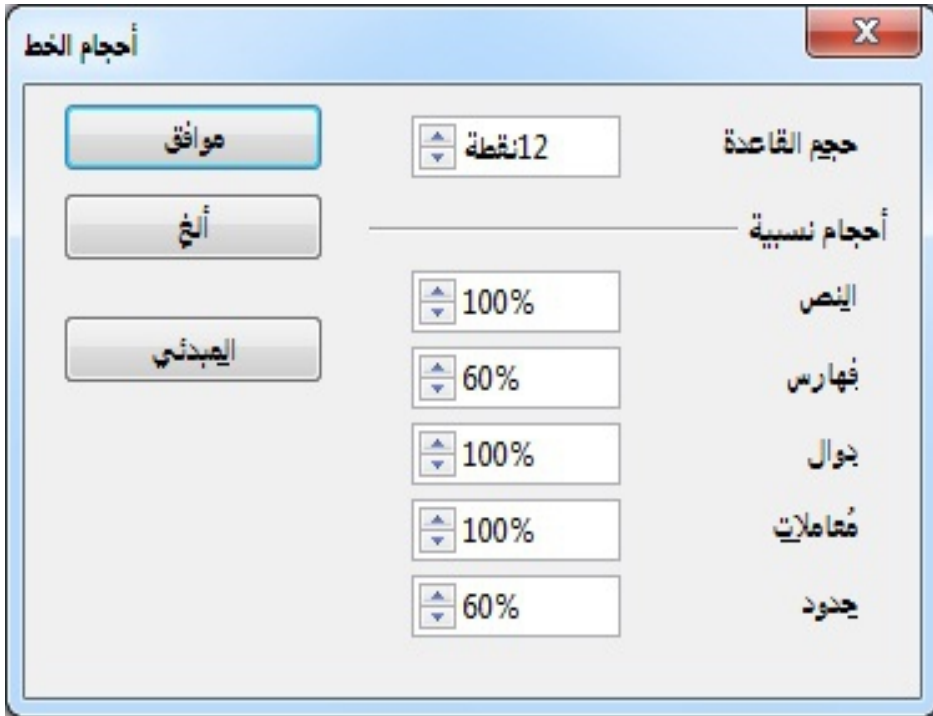 أحجام الخط
حجم القاعدة 12نقطة
موافق
أحجام نسبية
ألغ
النص 100%
فهارس 60%
المبدئي
دوال 100%
مُعاملات 100%
حدود 60%